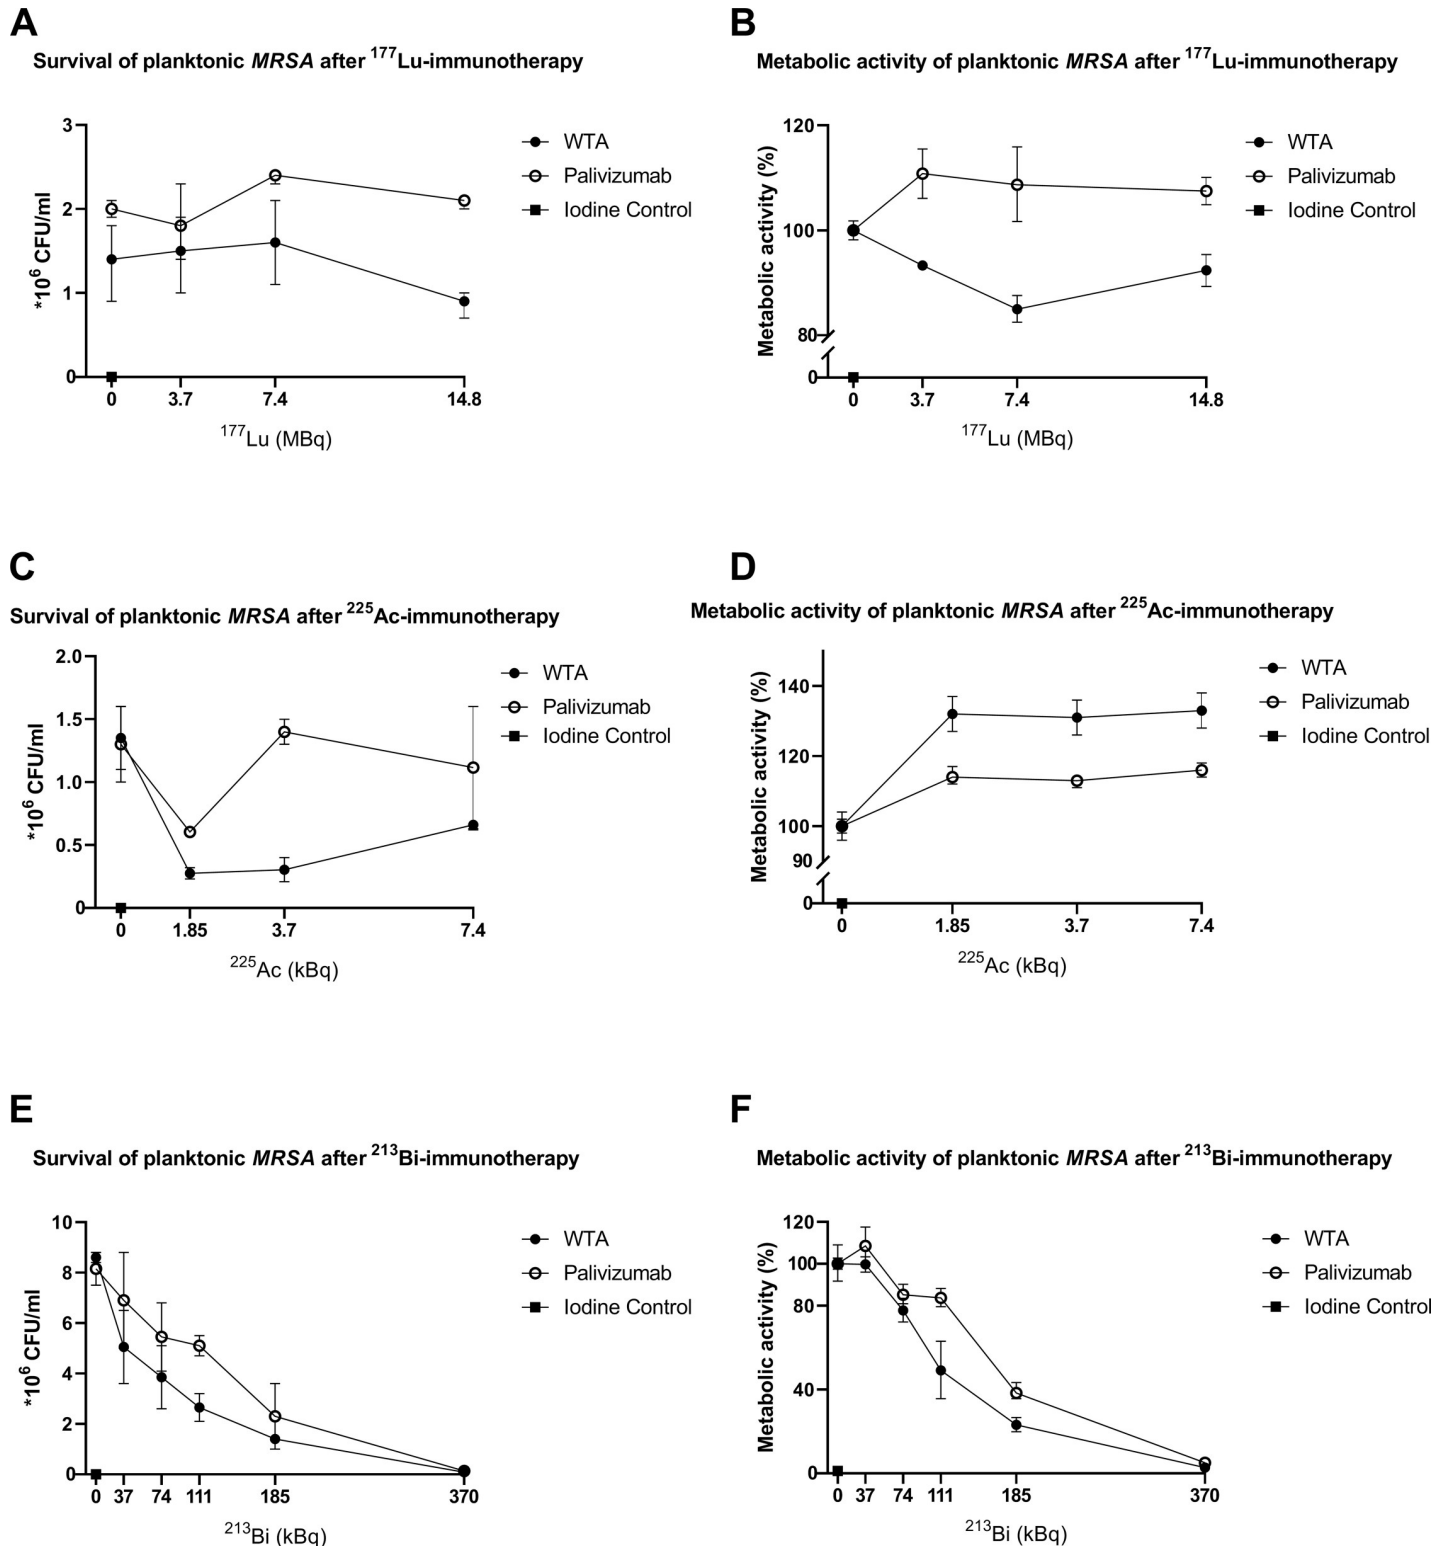 A
Survival of planktonic MRSA after 177Lu-immunotherapy
3
2
1
0
*10^6 CFU/ml
0 3.7 7.4 14.8
177Lu (MBq)
WTA
Palivizumab
Iodine Control
B
Metabolic activity of planktonic MRSA after 177Lu-immunotherapy
120
100
80
0
Metabolic activity (%)
0 3.7 7.4 14.8
177Lu (MBq)
WTA
Palivizumab
Iodine Control
C
Survival of planktonic MRSA after 225Ac-immunotherapy
2.0
1.5
1.0
0.5
0
*10^6 CFU/ml
0 1.85 3.7 7.4
225Ac (kBq)
WTA
Palivizumab
Iodine Control
D
Metabolic activity of planktonic MRSA after 225Ac-immunotherapy
140
120
100
90
0
Metabolic activity (%)
0 1.85 3.7 7.4
225Ac (kBq)
WTA
Palivizumab
Iodine Control
E
Survival of planktonic MRSA after 213Bi-immunotherapy
10
8
6
4
2
0
*10^6 CFU/ml
0 37 74 111 185 370
213Bi (kBq)
WTA
Palivizumab
Iodine Control
F
Metabolic activity of planktonic MRSA after 213Bi-immunotherapy
120
100
80
40
0
Metabolic activity (%)
0 37 74 111 185 370
213Bi (kBq)
WTA
Palivizumab
Iodine Control